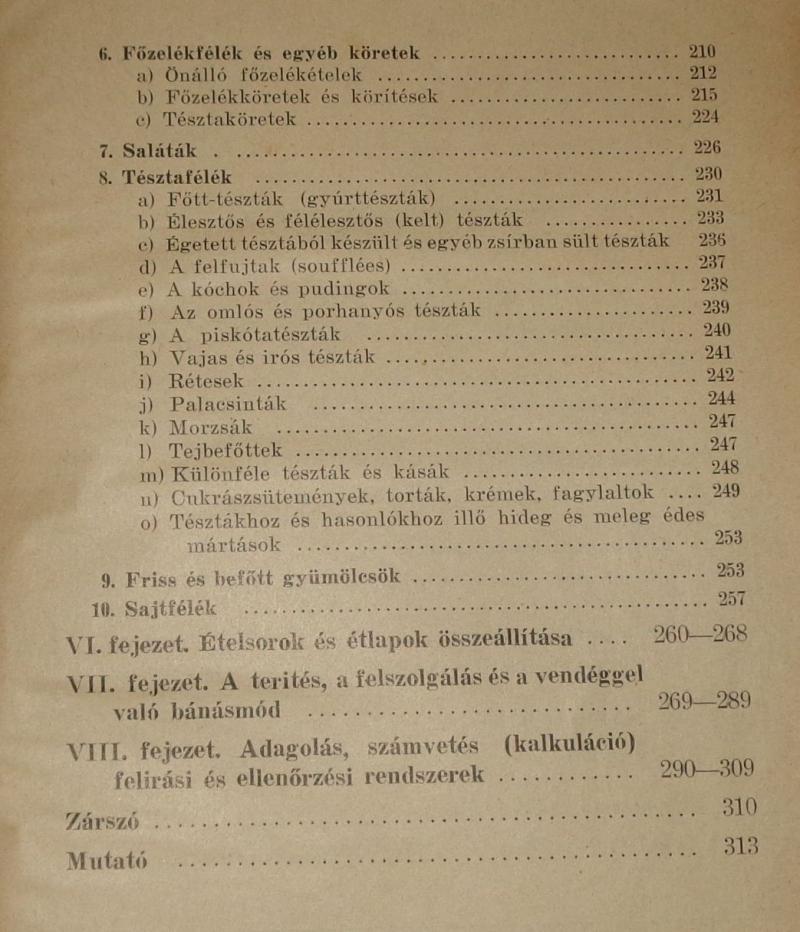 6. Főzelékfélék és egyéb köretek ........ 210
a) Önálló főzelékételek ........ 212
b) Főzelékköretek és körítések ........ 215
c) Tésztaköretek ........ 224
7. Saláták ........ 226
8. Tésztafélék ........ 230
a) Főtt-tészták (gyúrttészták) ........ 231
b) Élesztős és félélesztős (kelt) tészták ........ 233
c) Égetett tésztából készült és egyéb zsírban sült tészták 236
d) A felfujtak (soufflées) ........ 237
e) A kóchok és pudingok ........ 238
f) Az omlós és porhanyós tészták ........ 239
g) A piskótatészták ........ 240
h) Vajas és irós tészták ........ 241
i) Rétesek ........ 242
j) Palacsinták ........ 244
k) Morzsák ........ 247
l) Tejbefőttek ........ 247
m) Különféle tészták és kásák ........ 248
n) Cukrászsütemények, torták, krémek, fagylaltok .... 249
o) Tésztákhoz és hasonlókhoz illő hideg és meleg édes
mártások ........ 253
9. Friss és befőtt gyümölcsök ........ 253
10. Sajtfélék ........ 257
VI. fejezet. Ételsorok és étlapok összeállítása .... 260—268
VII. fejezet. A terités, a felszolgálás és a vendéggel
való bánásmód ........ 269—289
VIII. fejezet. Adagolás, számvetés (kalkuláció)
felirási és ellenőrzési rendszerek ........ 290—309
Zárszó ........ 310
Mutató ........ 313